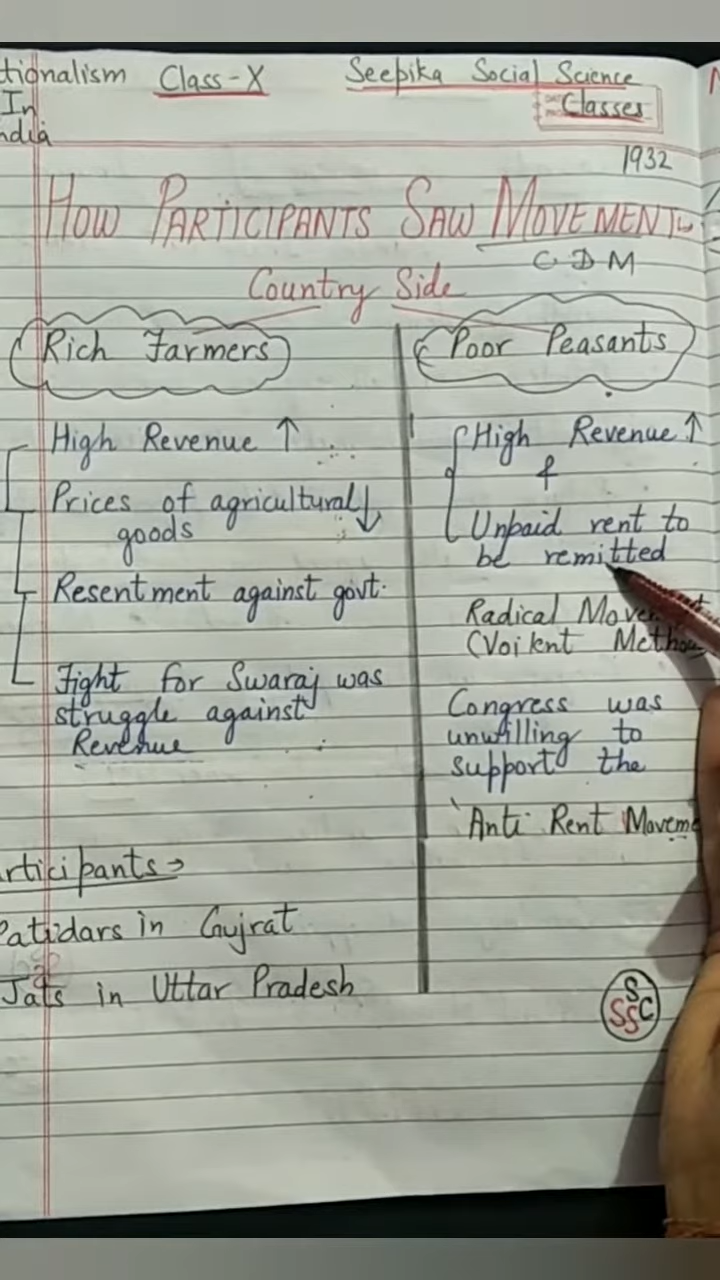 tionalism Class-X Seepika Social Science
In Classes
ndia
1932
HOW PARTICIPANTS SAW MOVEMENT
C D M
Country Side
Rich Farmers
High Revenue ↑
Prices of agricultural ↓
goods
Resentment against govt.
Fight for Swaraj was
struggle against
Revenue
articipants →
Patidars in Gujrat
Jats in Uttar Pradesh
Poor Peasants
High Revenue ↑
&
Unpaid rent to
be remitted
Radical Movem
(Voilent Metho
Congress was
unwilling to
support the
'Anti Rent Movem
S
SSC